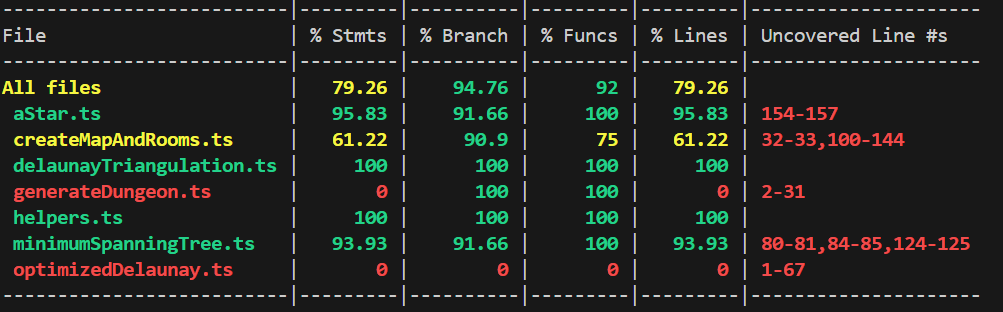 ----------------------------|---------|----------|---------|---------|--------------------
File                        | % Stmts | % Branch | % Funcs | % Lines | Uncovered Line #s
----------------------------|---------|----------|---------|---------|--------------------
All files                   |   79.26 |    94.76 |      92 |   79.26 |
 aStar.ts                   |   95.83 |    91.66 |     100 |   95.83 | 154-157
 createMapAndRooms.ts       |   61.22 |     90.9 |      75 |   61.22 | 32-33,100-144
 delaunayTriangulation.ts   |     100 |      100 |     100 |     100 |
 generateDungeon.ts         |       0 |      100 |     100 |       0 | 2-31
 helpers.ts                 |     100 |      100 |     100 |     100 |
 minimumSpanningTree.ts     |   93.93 |    91.66 |     100 |   93.93 | 80-81,84-85,124-125
 optimizedDelaunay.ts       |       0 |        0 |       0 |       0 | 1-67
----------------------------|---------|----------|---------|---------|--------------------